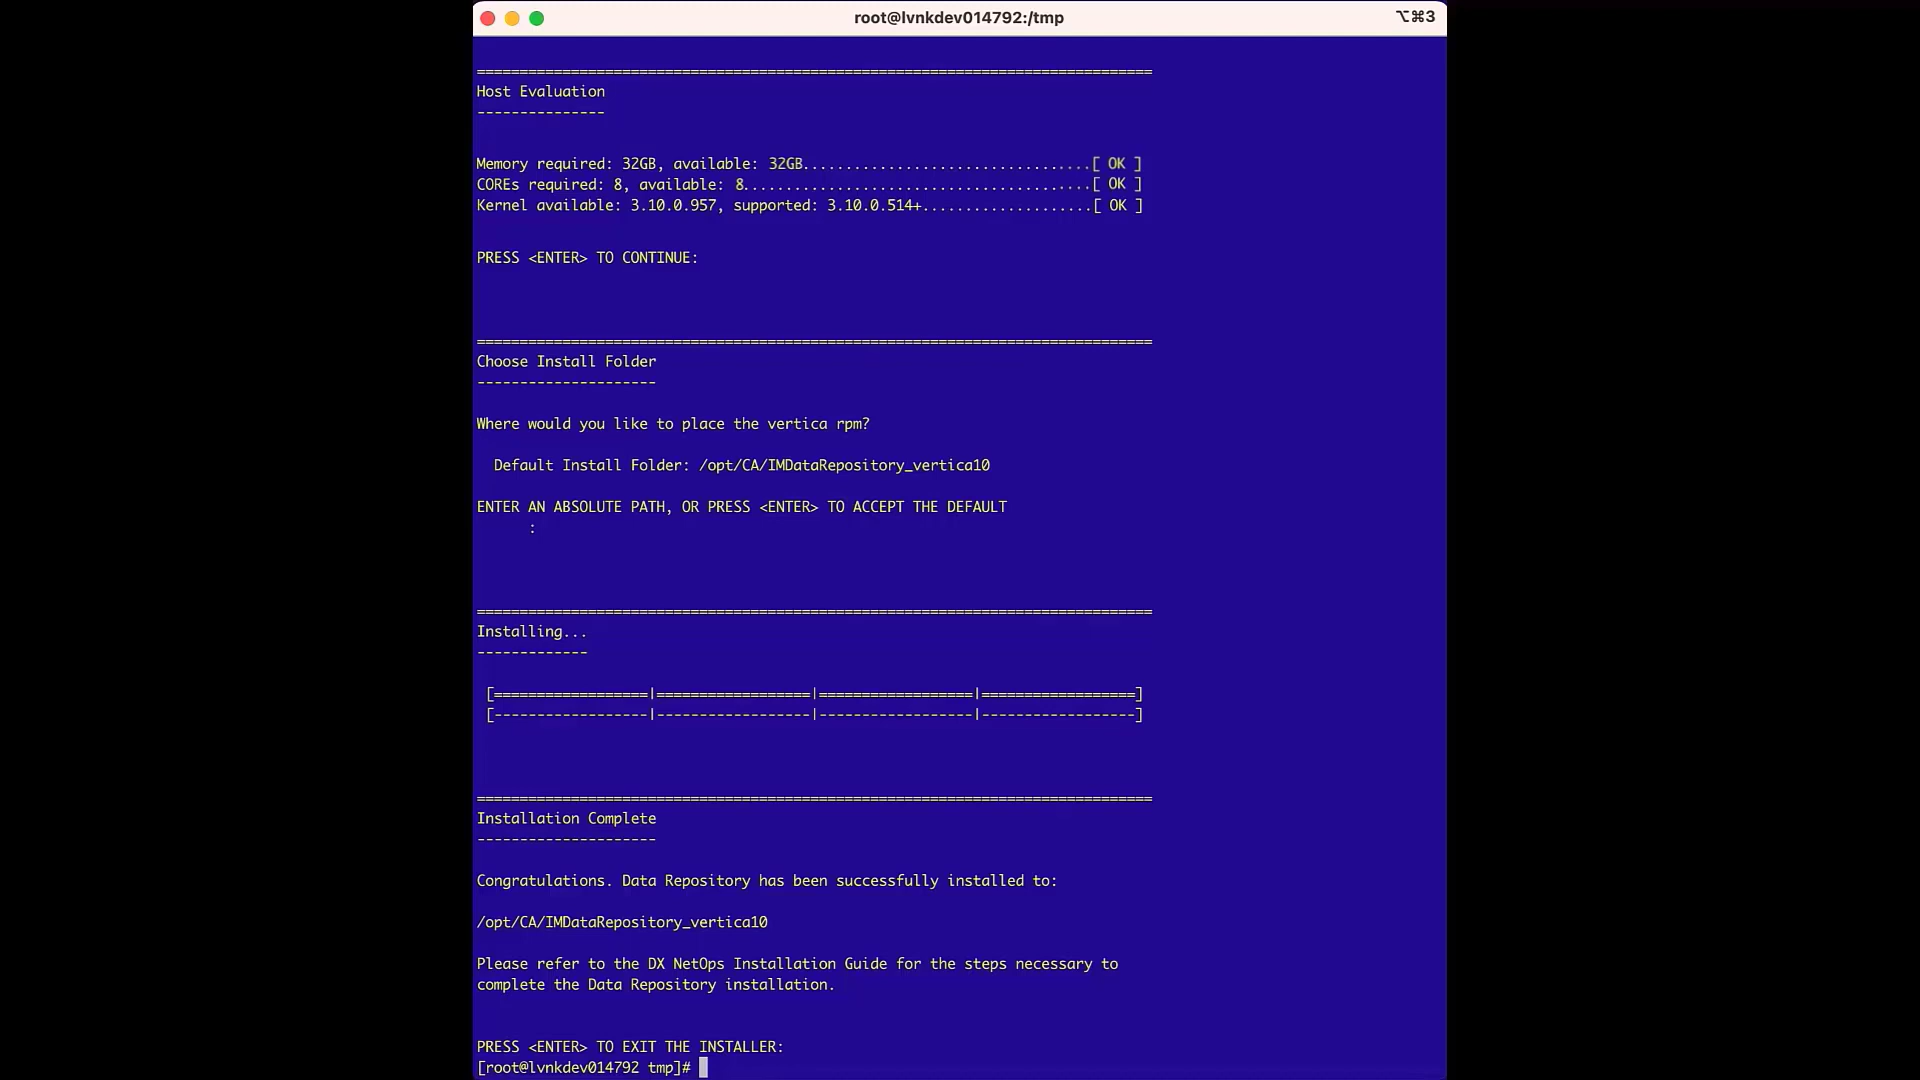 root@lvnkdev014792:/tmp
⌥⌘3
===============================================================================
Host Evaluation
---------------
Memory required: 32GB, available: 32GB..................................[ OK ]
COREs required: 8, available: 8.........................................[ OK ]
Kernel available: 3.10.0.957, supported: 3.10.0.514+....................[ OK ]
PRESS <ENTER> TO CONTINUE:
===============================================================================
Choose Install Folder
---------------------
Where would you like to place the vertica rpm?
Default Install Folder: /opt/CA/IMDataRepository_vertica10
ENTER AN ABSOLUTE PATH, OR PRESS <ENTER> TO ACCEPT THE DEFAULT
:
===============================================================================
Installing...
-------------
[==================|==================|==================|==================]
[------------------|------------------|------------------|------------------]
===============================================================================
Installation Complete
---------------------
Congratulations. Data Repository has been successfully installed to:
/opt/CA/IMDataRepository_vertica10
Please refer to the DX NetOps Installation Guide for the steps necessary to
complete the Data Repository installation.
PRESS <ENTER> TO EXIT THE INSTALLER:
[root@lvnkdev014792 tmp]#